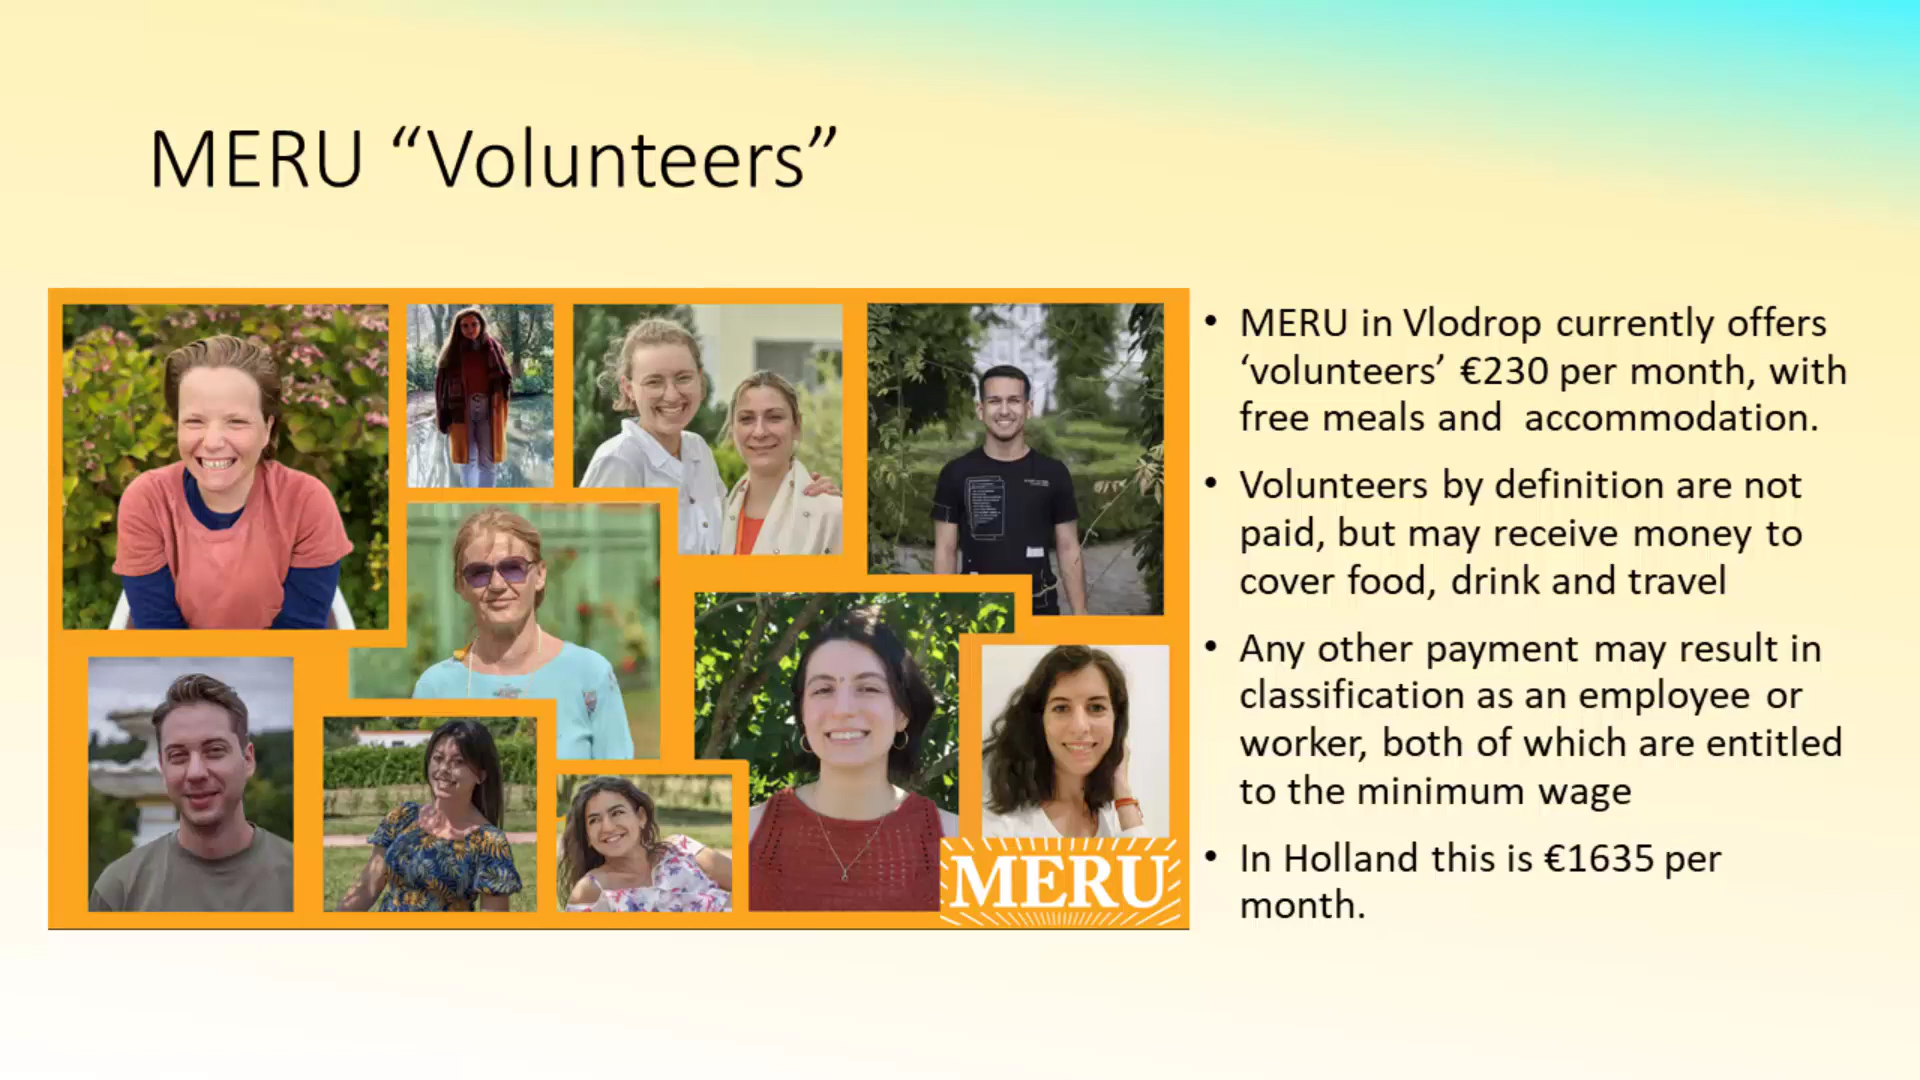 MERU “Volunteers”
• MERU in Vlodrop currently offers
‘volunteers’ €230 per month, with
free meals and accommodation.
• Volunteers by definition are not
paid, but may receive money to
cover food, drink and travel
• Any other payment may result in
classification as an employee or
worker, both of which are entitled
to the minimum wage
• In Holland this is €1635 per
month.
MERU